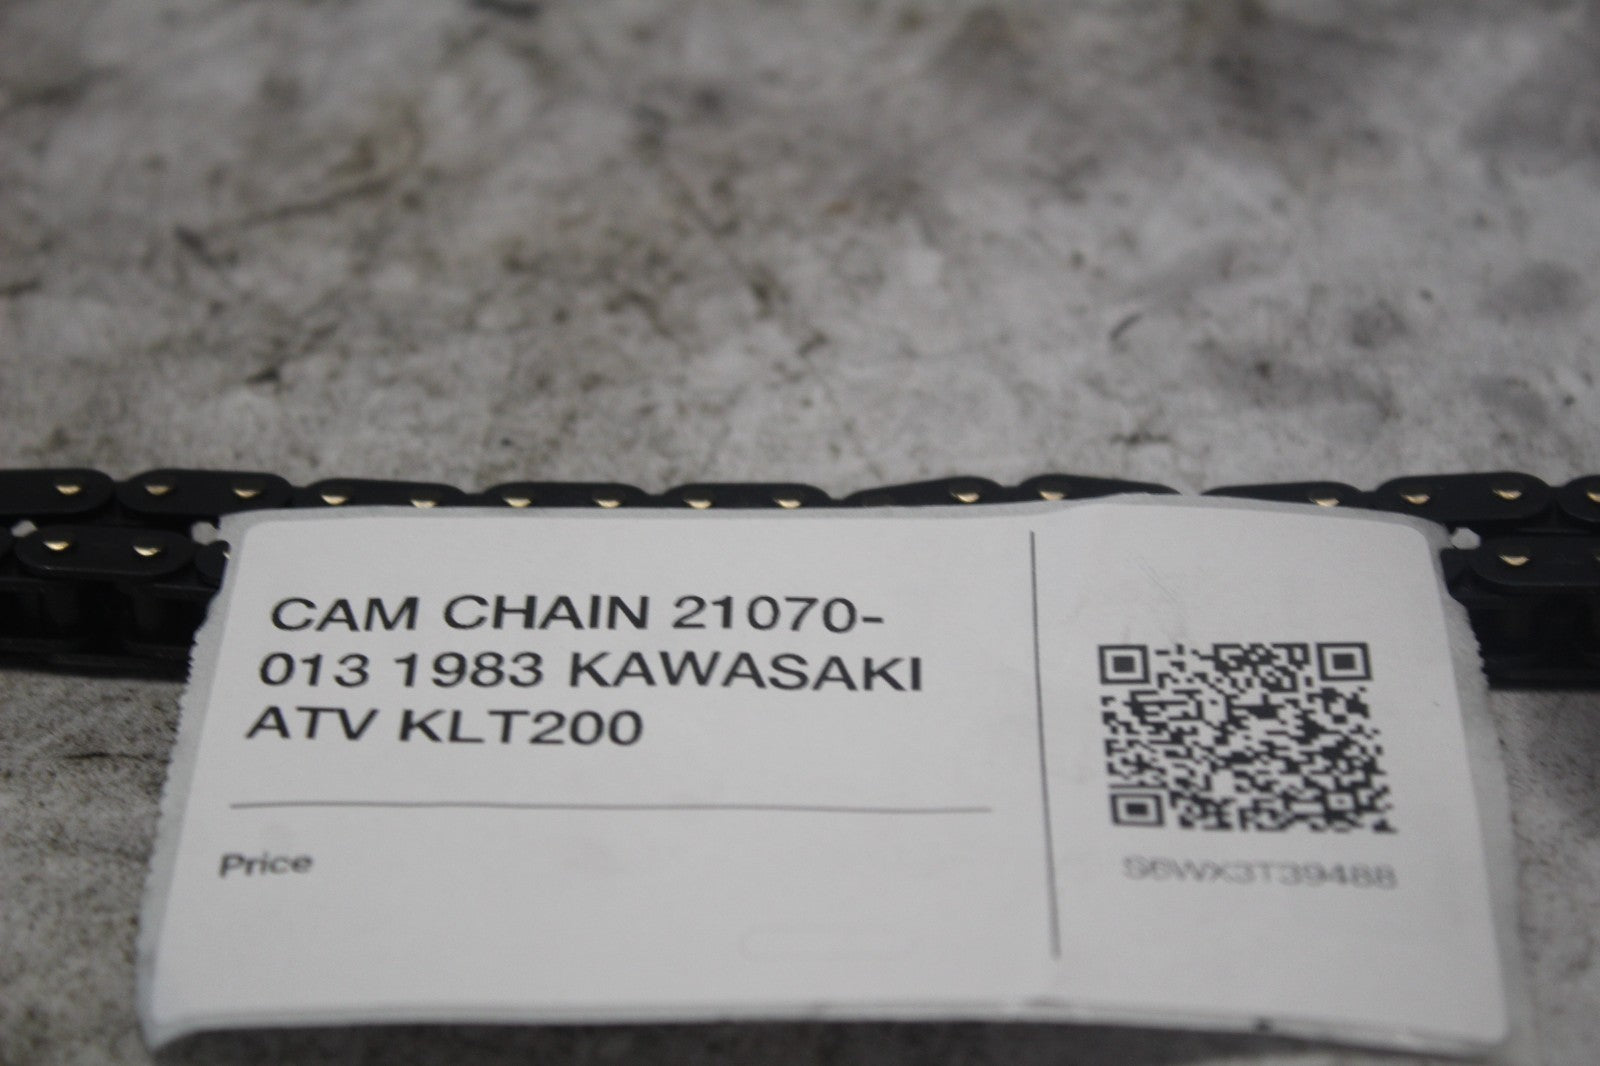 CAM CHAIN 21070-
013 1983 KAWASAKI
ATV KLT200
Price
S6WX3T39488